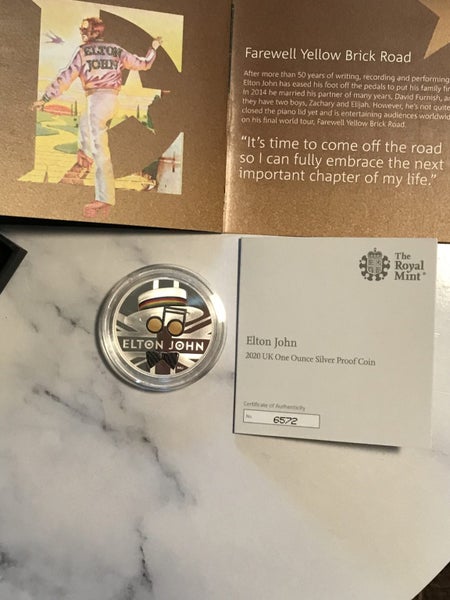 ELTON
JOHN
Farewell Yellow Brick Road
After more than 50 years of writing, recording and performing
Elton John has eased his foot off the pedals to put his family
In 2014 he married his partner of many years, David Furnish,
they have two boys, Zachary and Elijah. However, he's not quite
closed the piano lid yet and is entertaining audiences
on his final world tour, Farewell Yellow Brick Road.
"It's time to come off the road
so I can fully embrace the next
important chapter of my life."
The
Royal
Mint
ELTON JOHN
Elton John
2020 UK One Ounce Silver Proof Coin
Certificate of Authenticity
No. 6572